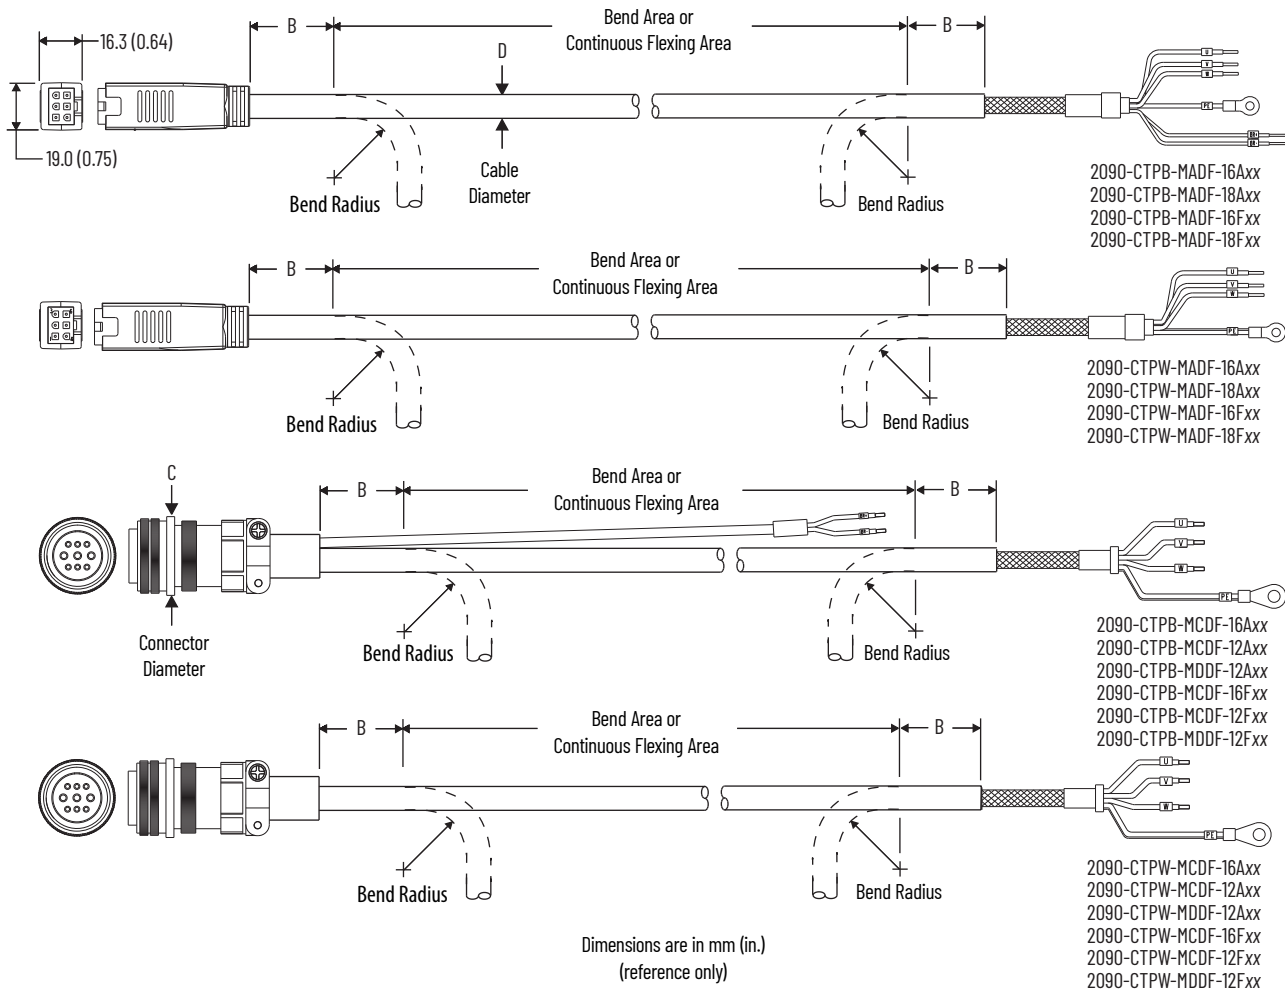 16.3 (0.64)
19.0 (0.75)
B
Bend Area or
Continuous Flexing Area
B
D
Cable
Diameter
Bend Radius
Bend Radius
U
V
W
PE
2090-CTPB-MADF-16Axx
2090-CTPB-MADF-18Axx
2090-CTPB-MADF-16Fxx
2090-CTPB-MADF-18Fxx
B
Bend Area or
Continuous Flexing Area
B
Bend Radius
Bend Radius
U
V
W
PE
2090-CTPW-MADF-16Axx
2090-CTPW-MADF-18Axx
2090-CTPW-MADF-16Fxx
2090-CTPW-MADF-18Fxx
C
Connector
Diameter
B
Bend Area or
Continuous Flexing Area
B
Bend Radius
Bend Radius
U
V
W
PE
2090-CTPB-MCDF-16Axx
2090-CTPB-MCDF-12Axx
2090-CTPB-MDDF-12Axx
2090-CTPB-MCDF-16Fxx
2090-CTPB-MCDF-12Fxx
2090-CTPB-MDDF-12Fxx
B
Bend Area or
Continuous Flexing Area
B
Bend Radius
Bend Radius
U
V
W
PE
2090-CTPW-MCDF-16Axx
2090-CTPW-MCDF-12Axx
2090-CTPW-MDDF-12Axx
2090-CTPW-MCDF-16Fxx
2090-CTPW-MCDF-12Fxx
2090-CTPW-MDDF-12Fxx
Dimensions are in mm (in.)
(reference only)